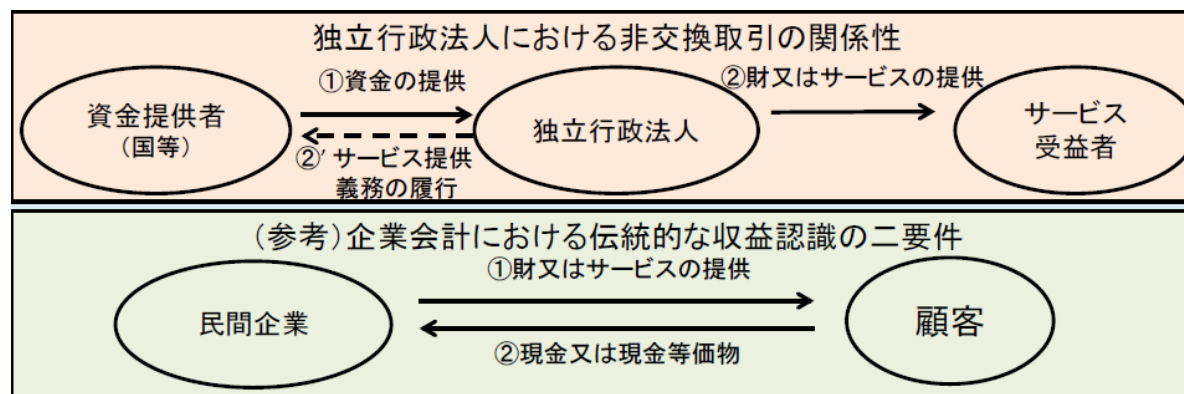 独立行政法人における非交換取引の関係性
①資金の提供
②財又はサービスの提供
資金提供者
（国等）
独立行政法人
サービス
受益者
②’サービス提供
義務の履行
（参考）企業会計における伝統的な収益認識の二要件
①財又はサービスの提供
民間企業
顧客
②現金又は現金等価物